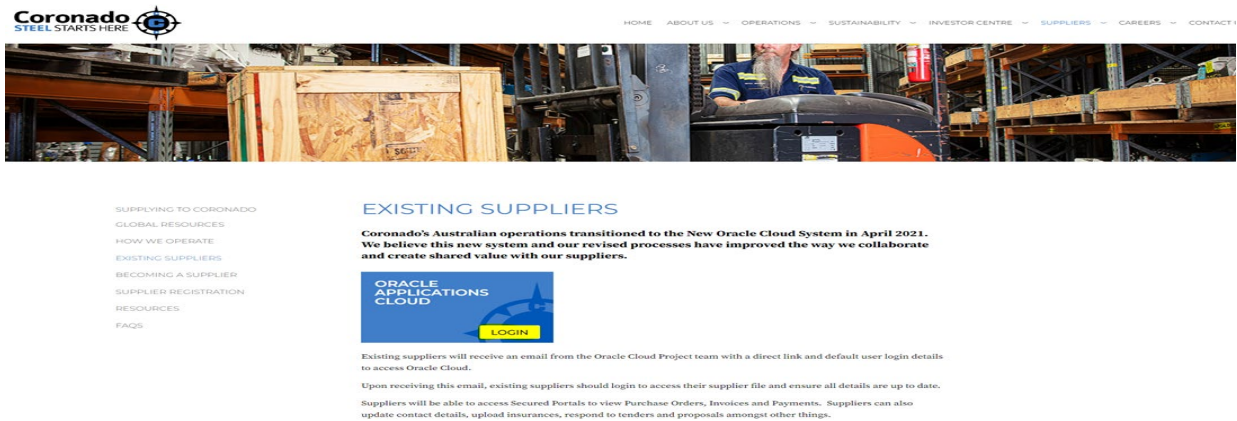 Coronado
STEEL STARTS HERE
HOME ABOUT US OPERATIONS SUSTAINABILITY INVESTOR CENTRE SUPPLIERS CAREERS CONTACT
SUPPLYING TO CORONADO
GLOBAL RESOURCES
HOW WE OPERATE
EXISTING SUPPLIERS
BECOMING A SUPPLIER
SUPPLIER REGISTRATION
RESOURCES
FAQS
EXISTING SUPPLIERS
Coronado's Australian operations transitioned to the New Oracle Cloud System in April 2021.
We believe this new system and our revised processes have improved the way we collaborate
and create shared value with our suppliers.
ORACLE
APPLICATIONS
CLOUD
LOGIN
Existing suppliers will receive an email from the Oracle Cloud Project team with a direct link and default user login details
to access Oracle Cloud.
Upon receiving this email, existing suppliers should login to access their supplier file and ensure all details are up to date.
Suppliers will be able to access Secured Portals to view Purchase Orders, Invoices and Payments. Suppliers can also
update contact details, upload insurances, respond to tenders and proposals amongst other things.